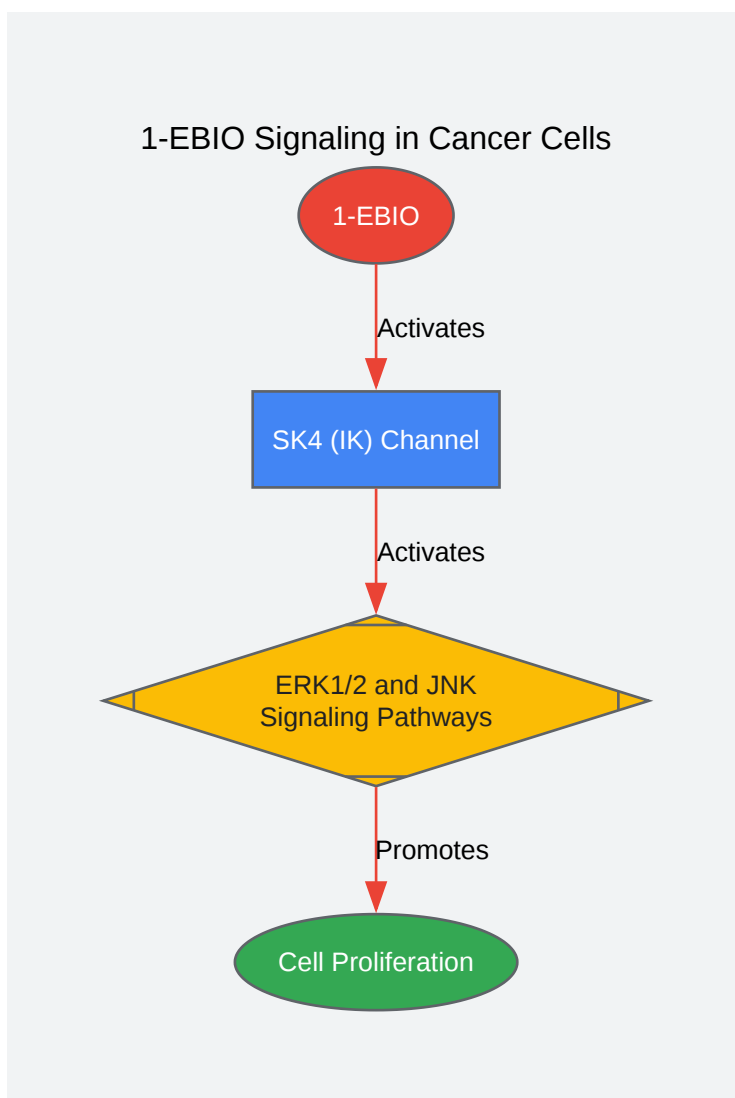 1-EBIO Signaling in Cancer Cells
1-EBIO
Activates
SK4 (IK) Channel
Activates
ERK1/2 and JNK
Signaling Pathways
Promotes
Cell Proliferation